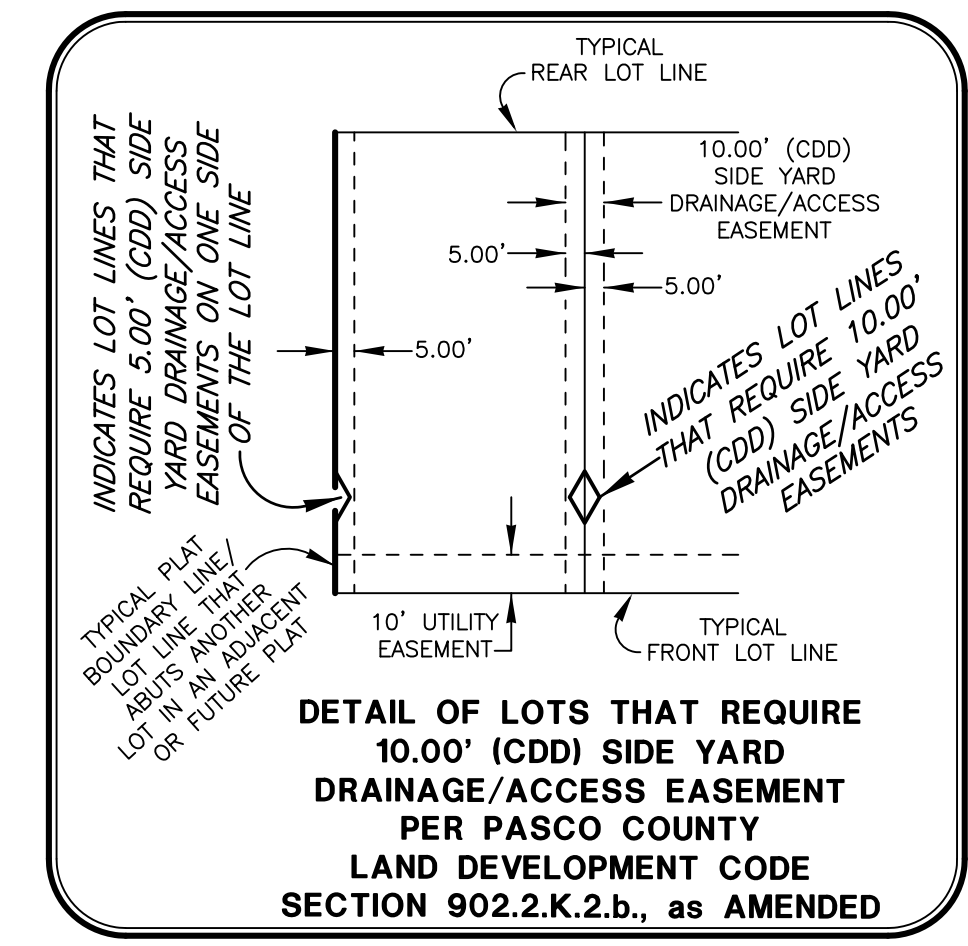 TYPICAL
REAR LOT LINE
INDICATES LOT LINES THAT
REQUIRE 5.00' (CDD) SIDE
YARD DRAINAGE/ACCESS
EASEMENTS ON ONE SIDE
OF THE LOT LINE
10.00' (CDD)
SIDE YARD
DRAINAGE/ACCESS
EASEMENT
5.00'
5.00'
5.00'
INDICATES LOT LINES
THAT REQUIRE 10.00'
(CDD) SIDE YARD
DRAINAGE/ACCESS
EASEMENTS
TYPICAL PLAT
BOUNDARY LINE/
LOT LINE THAT
ABUTS ANOTHER
LOT IN AN ADJACENT
OR FUTURE PLAT
10' UTILITY
EASEMENT
TYPICAL
FRONT LOT LINE
DETAIL OF LOTS THAT REQUIRE
10.00' (CDD) SIDE YARD
DRAINAGE/ACCESS EASEMENT
PER PASCO COUNTY
LAND DEVELOPMENT CODE
SECTION 902.2.K.2.b., as AMENDED